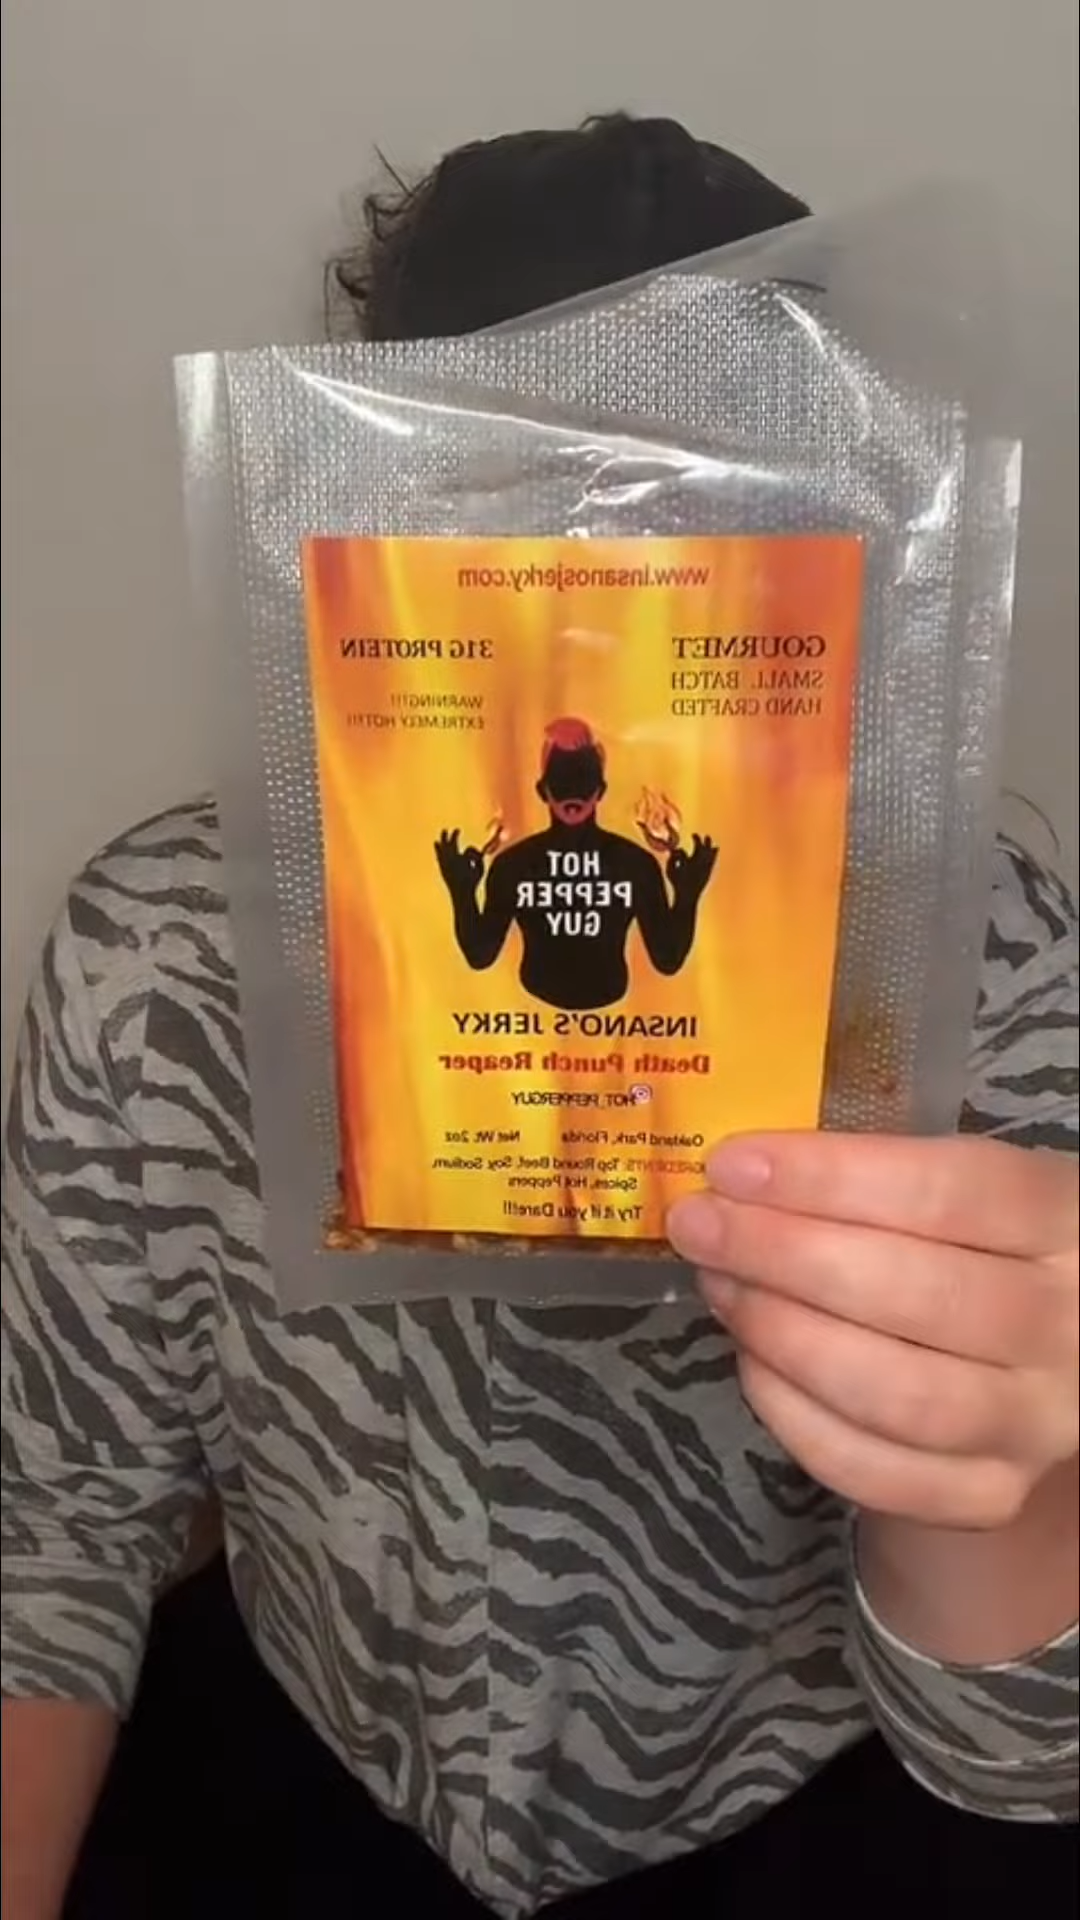 www.insanosjerky.com
GOURMET
SMALL BATCH
HAND CRAFTED
31G PROTEIN
WARNING!!!
EXTREMELY HOT!!!
HOT
PEPPER
GUY
INSANO'S JERKY
Death Punch Reaper
HOT_PEPPERGUY
Oakland Park, Florida Net Wt. 2oz
Top Round Beef, Soy, Sodium,
Spices, Hot Peppers
Try it if you Dare!!!